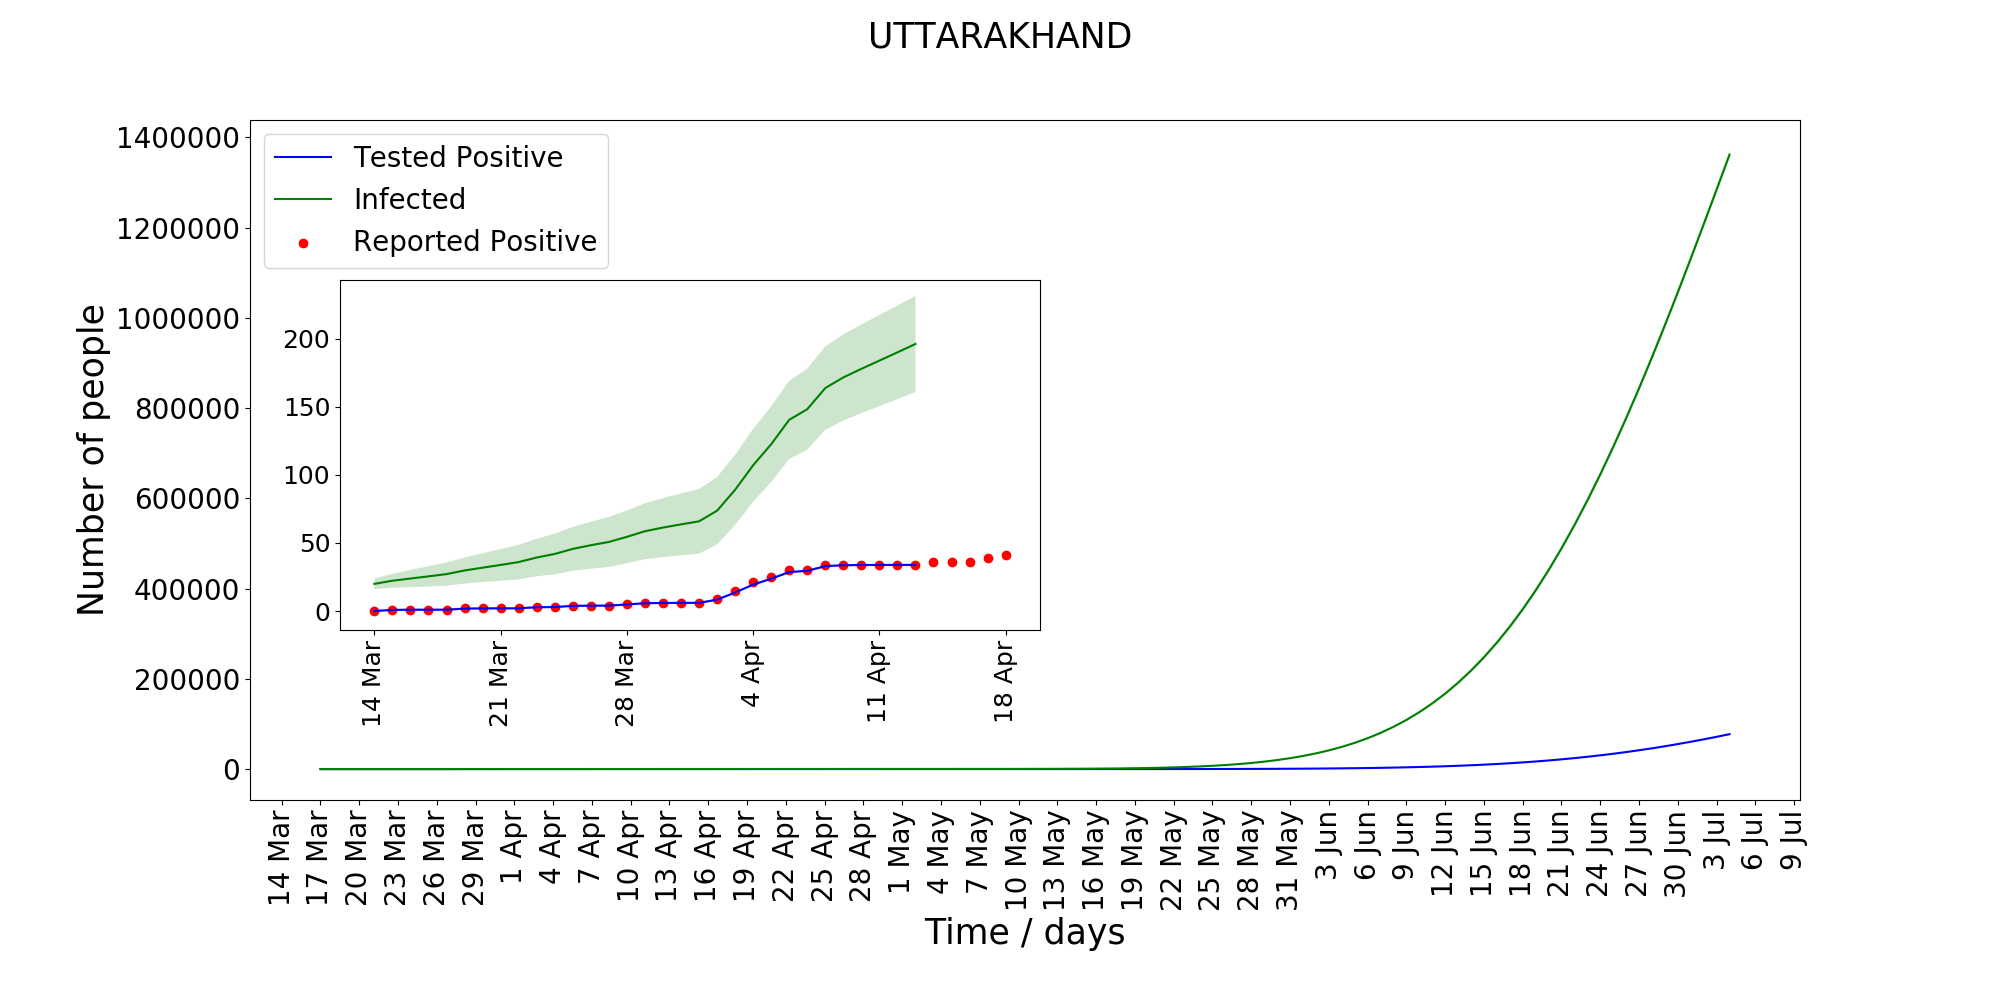 UTTARAKHAND
1400000
1200000
1000000
800000
600000
400000
200000
0
Number of people
Tested Positive
Infected
Reported Positive
200
150
100
50
0
14 Mar
21 Mar
28 Mar
4 Apr
11 Apr
18 Apr
14 Mar
17 Mar
20 Mar
23 Mar
26 Mar
29 Mar
1 Apr
4 Apr
7 Apr
10 Apr
13 Apr
16 Apr
19 Apr
22 Apr
25 Apr
28 Apr
1 May
4 May
7 May
10 May
13 May
16 May
19 May
22 May
25 May
28 May
31 May
3 Jun
6 Jun
9 Jun
12 Jun
15 Jun
18 Jun
21 Jun
24 Jun
27 Jun
30 Jun
3 Jul
6 Jul
9 Jul
Time / days